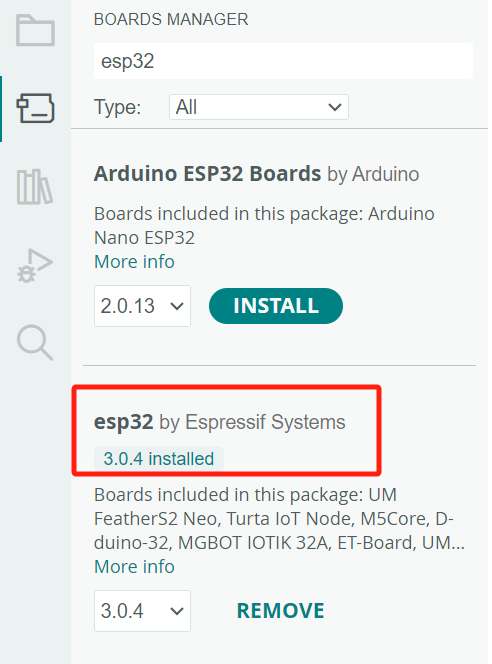 BOARDS MANAGER
esp32
Type: All
Arduino ESP32 Boards by Arduino
Boards included in this package: Arduino
Nano ESP32
More info
2.0.13 INSTALL
esp32 by Espressif Systems
3.0.4 installed
Boards included in this package: UM
FeatherS2 Neo, Turta IoT Node, M5Core, D-
duino-32, MGBOT IOTIK 32A, ET-Board, UM...
More info
3.0.4 REMOVE